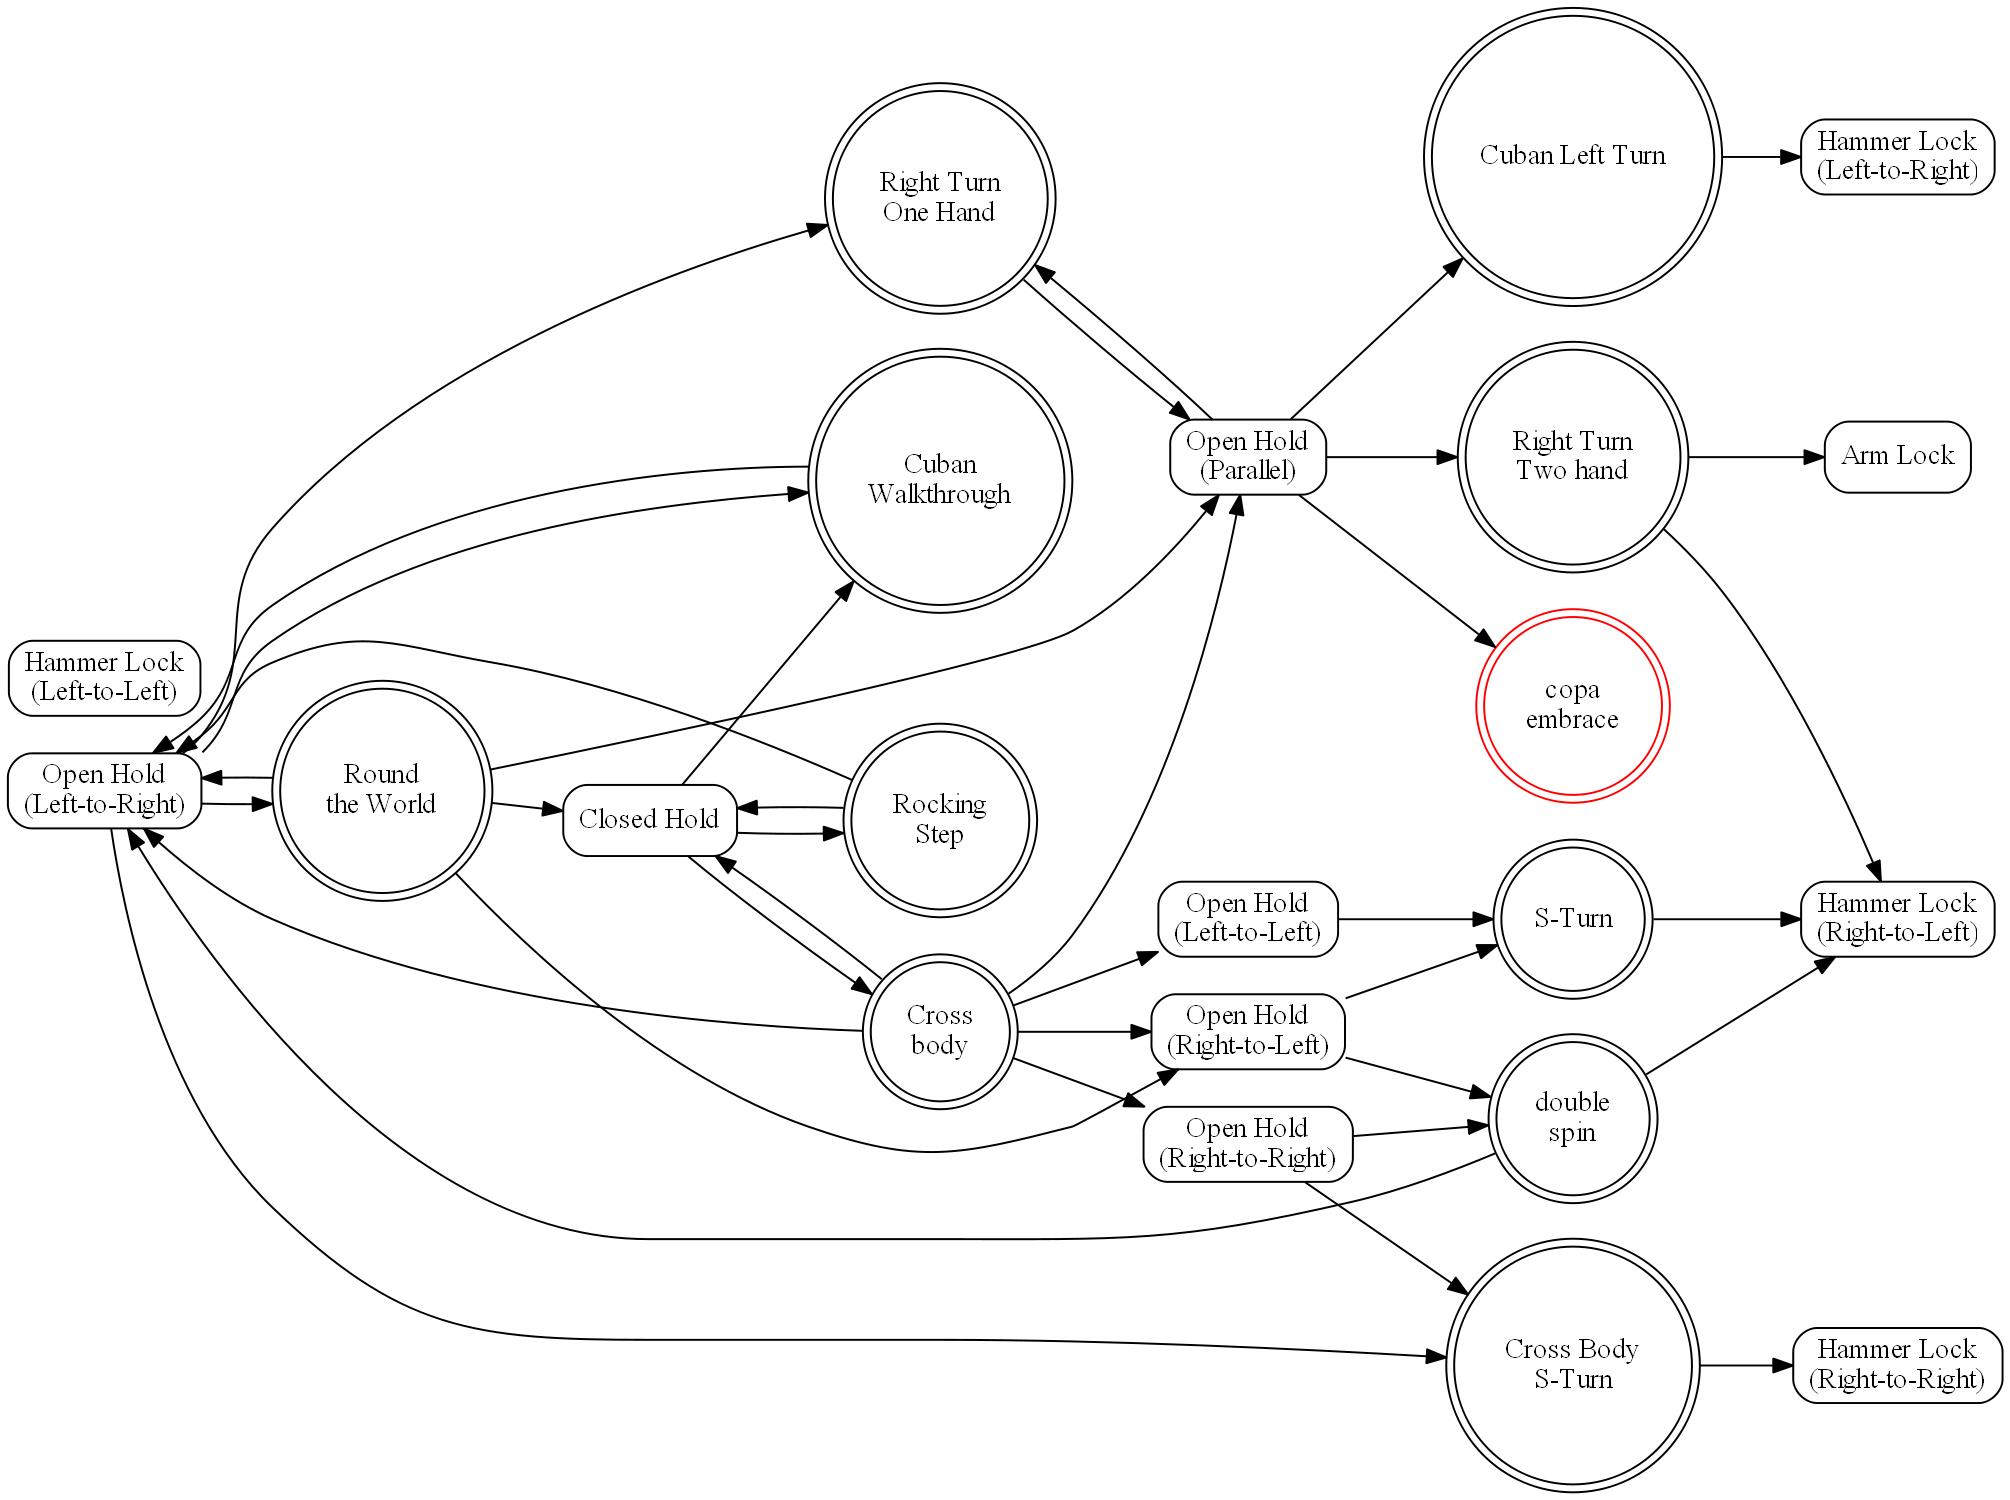 Hammer Lock
(Left-to-Left)
Open Hold
(Left-to-Right)
Round
the World
Closed Hold
Right Turn
One Hand
Cuban
Walkthrough
Rocking
Step
Cross
body
Open Hold
(Parallel)
Open Hold
(Left-to-Left)
Open Hold
(Right-to-Left)
Open Hold
(Right-to-Right)
Cuban Left Turn
Right Turn
Two hand
copa
embrace
S-Turn
double
spin
Cross Body
S-Turn
Hammer Lock
(Left-to-Right)
Arm Lock
Hammer Lock
(Right-to-Left)
Hammer Lock
(Right-to-Right)